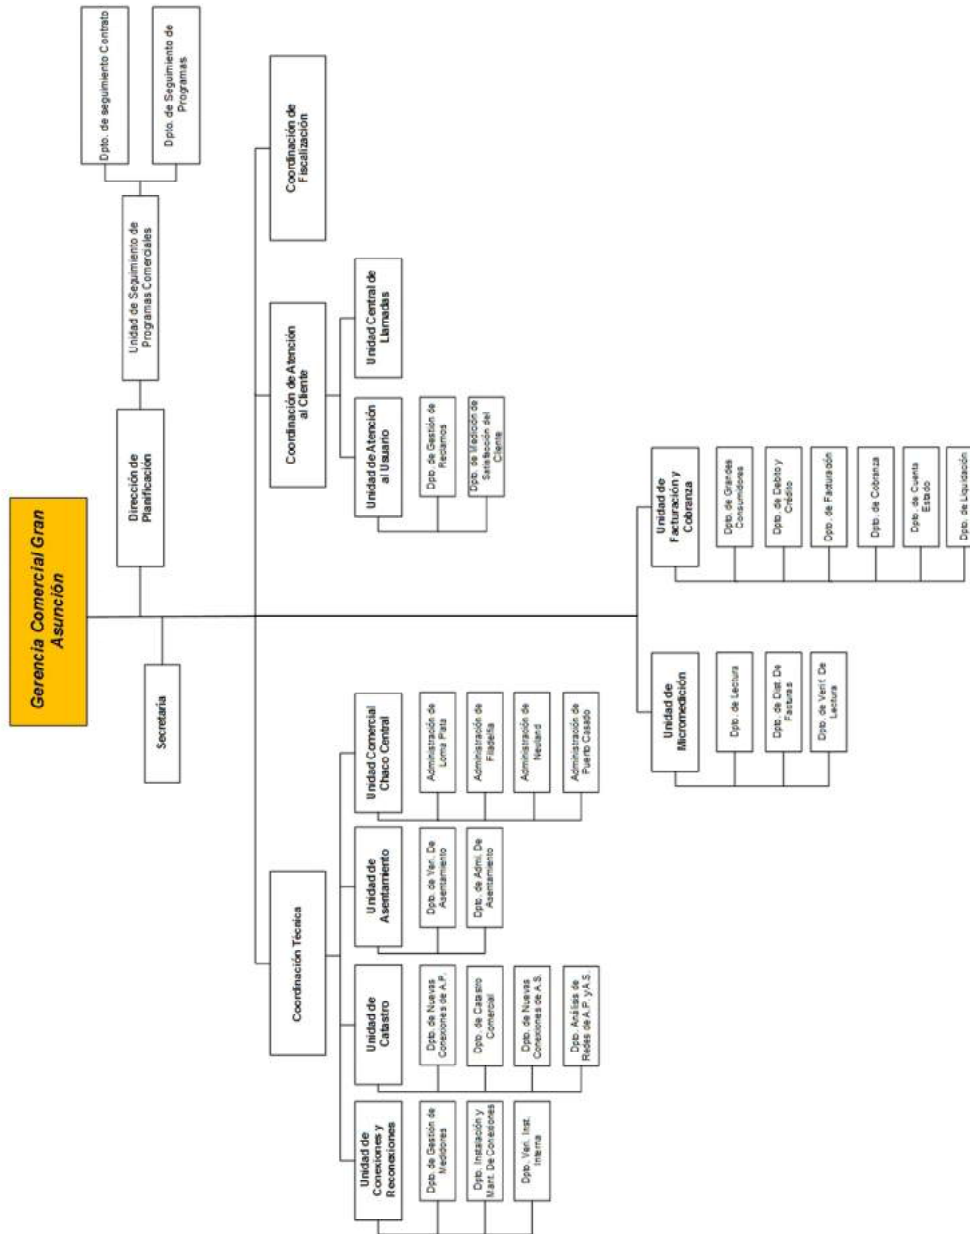 Gerencia Comercial Gran
Asunción
Secretaría
Dirección de
Planificación
Unidad de Seguimiento de
Programas Comerciales
Dpto. de seguimiento Contrato
Dpto. de Seguimiento de
Programas
Coordinación Técnica
Coordinación de Atención
al Cliente
Coordinación de
Fiscalización
Unidad de
Conexiones y
Reconexiones
Dpto. de Gestión de
Medidores
Dpto. Instalación y
Mant. De Conexiones
Dpto. Veri. Inst.
Interna
Unidad de
Catastro
Dpto. de Nuevas
Conexiones de A.P.
Dpto. de Catastro
Comercial
Dpto. de Nuevas
Conexiones de A.S.
Dpto. Análisis de
Redes de A.P. y A.S.
Unidad de
Asentamiento
Dpto. de Veri. De
Asentamiento
Dpto. de Admi. De
Asentamiento
Unidad Comercial
Chaco Central
Administración de
Loma Plata
Administración de
Filadelfia
Administración de
Neuland
Administración de
Puerto Casado
Unidad de Atención
al Usuario
Dpto. de Gestión de
Reclamos
Dpto. de Medición de
Satisfacción del
Cliente
Unidad Central de
Llamadas
Unidad de
Micromedición
Dpto. de Lectura
Dpto. de Dist. De
Facturas
Dpto. de Verif. De
Lectura
Unidad de
Facturación y
Cobranza
Dpto. de Grandes
Consumidores
Dpto. de Debito y
Crédito
Dpto. de Facturación
Dpto. de Cobranza
Dpto. de Cuenta
Estado
Dpto. de Liquidación